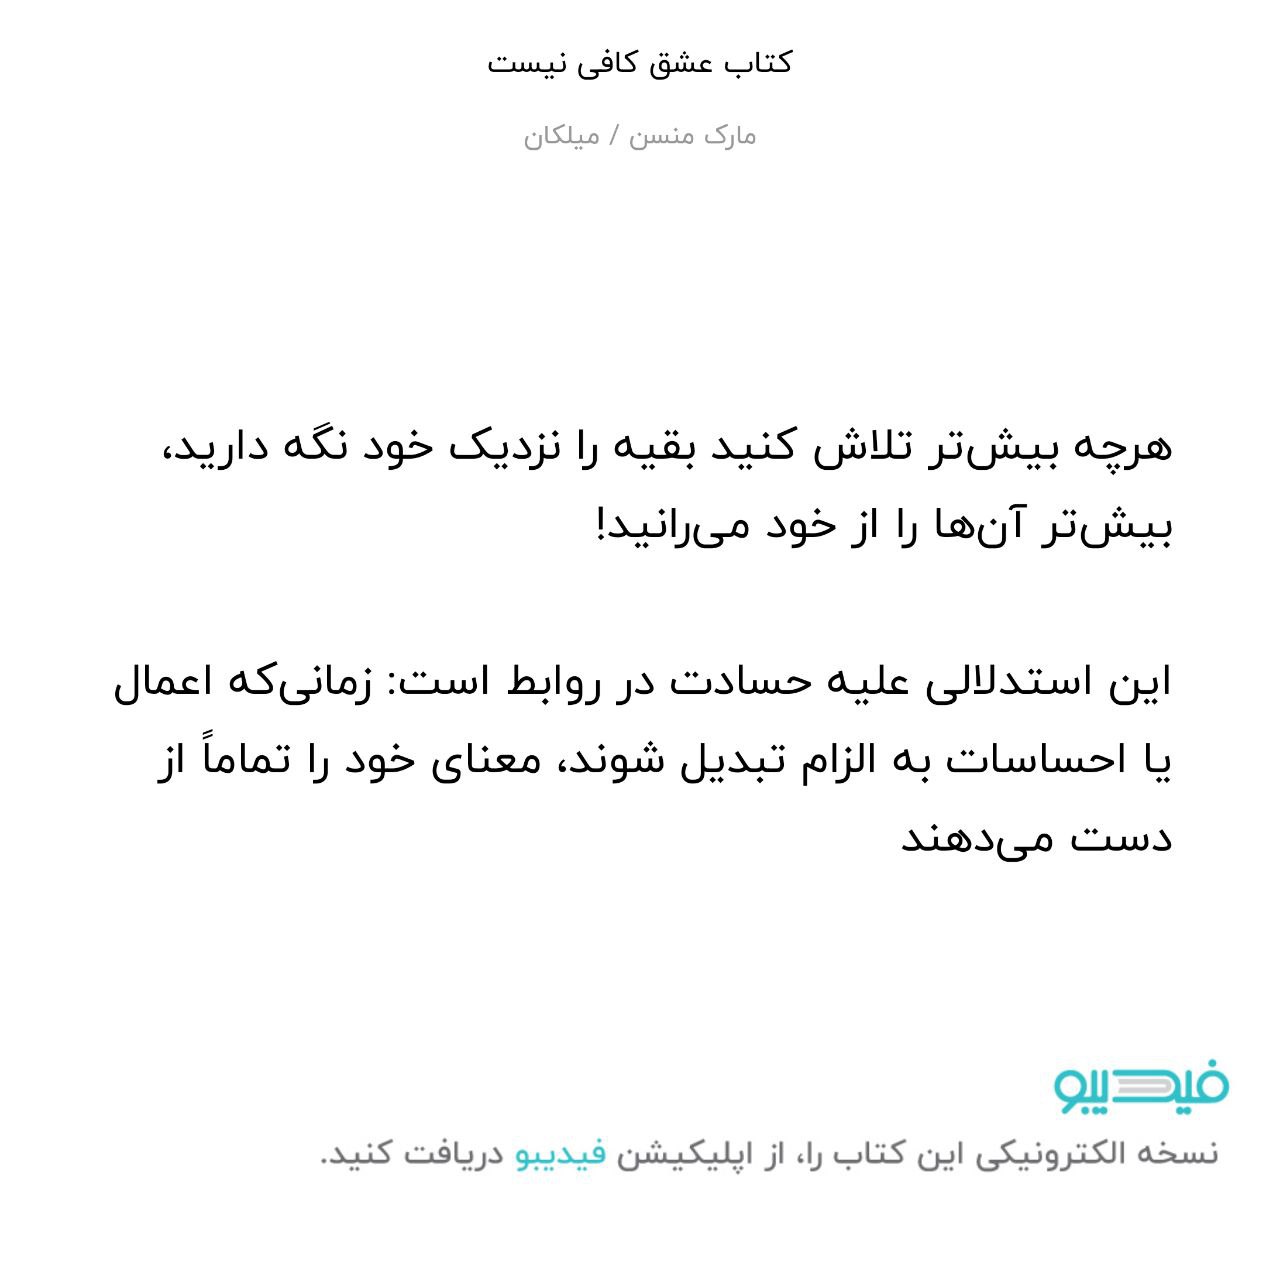 کتاب عشق کافی نیست
مارک منسن / میلکان
هرچه بیش‌تر تلاش کنید بقیه را نزدیک خود نگه دارید،
بیش‌تر آن‌ها را از خود می‌رانید!
این استدلالی علیه حسادت در روابط است: زمانی‌که اعمال
یا احساسات به الزام تبدیل شوند، معنای خود را تماماً از
دست می‌دهند
فیدیبو
نسخه الکترونیکی این کتاب را، از اپلیکیشن فیدیبو دریافت کنید.